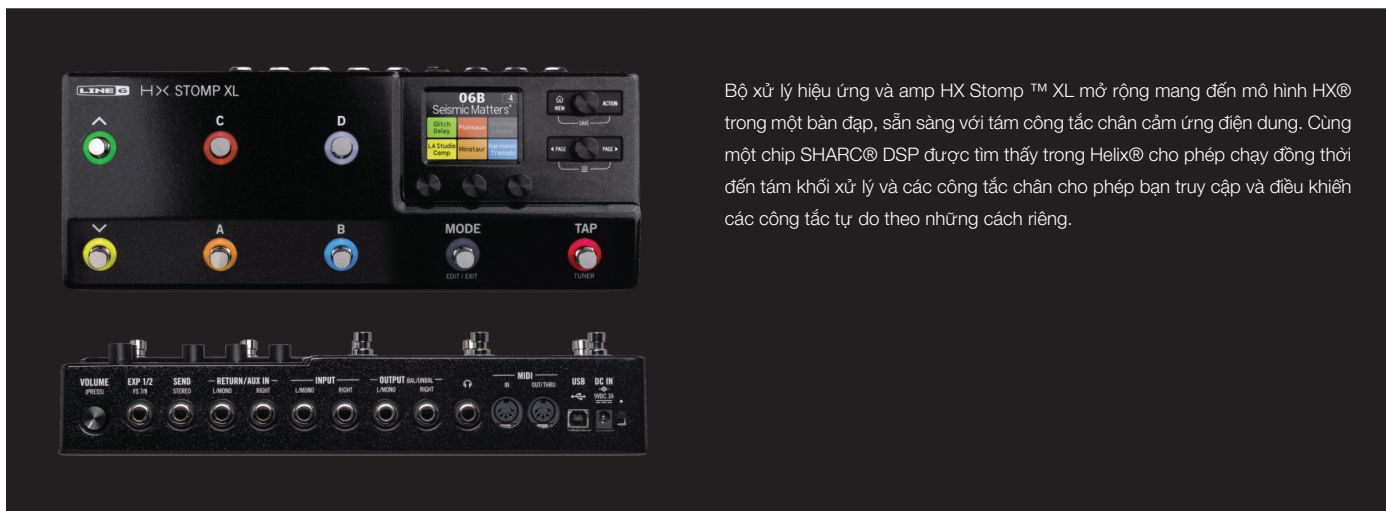 LINE 6 HX STOMP XL
C
D
06B 4
Seismic Matters*
Glitch Delay Plateaux
LA Studio Comp Minotaur Harmonic Tremolo
VIEW
ACTION
SAVE
PAGE
PAGE
A
B
MODE
EDIT / EXIT
TAP
TUNER
Bộ xử lý hiệu ứng và amp HX Stomp ™ XL mở rộng mang đến mô hình HX®
trong một bàn đạp, sẵn sàng với tám công tắc chân cảm ứng điện dung. Cùng
một chip SHARC® DSP được tìm thấy trong Helix® cho phép chạy đồng thời
đến tám khối xử lý và các công tắc chân cho phép bạn truy cập và điều khiển
các công tắc tự do theo những cách riêng.
VOLUME
(PRESS)
EXP 1/2
FS 7/8
SEND
STEREO
RETURN/AUX IN
L/MONO RIGHT
INPUT
L/MONO RIGHT
OUTPUT BAL/UNBAL
L/MONO RIGHT
MIDI
IN OUT/THRU
USB
DC IN
9VDC 3A